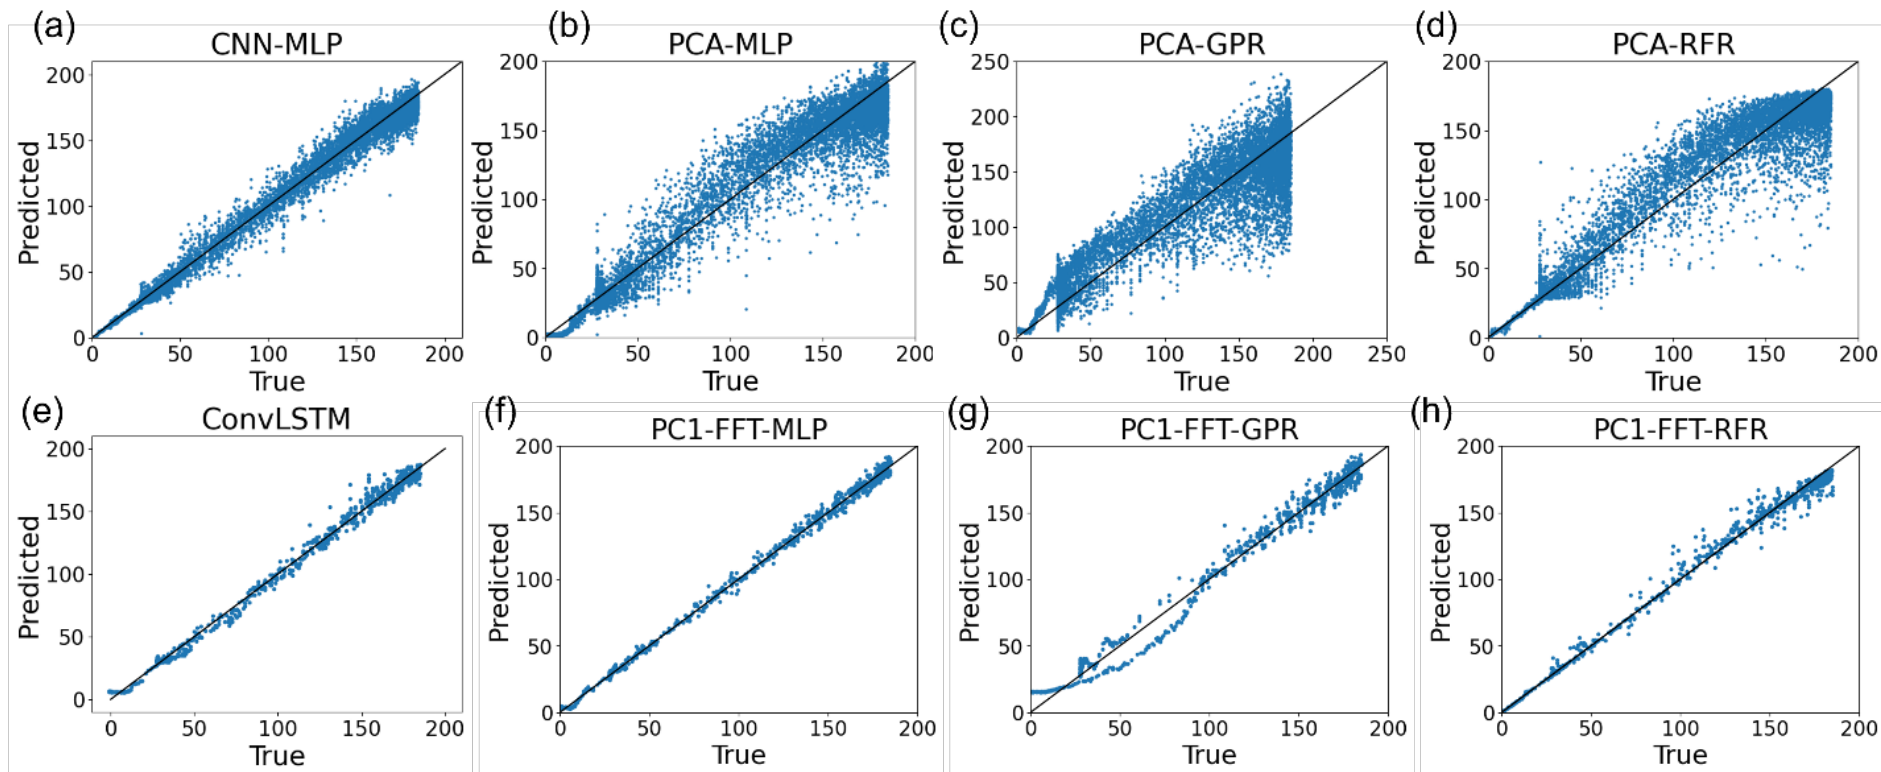 (a) (b) (c) (d)
CNN-MLP PCA-MLP PCA-GPR PCA-RFR
200 200 250 200
150 150 200 150
100 100 150 100
50 50 100 50
0 0 50 0
0
Predicted Predicted Predicted Predicted
0 50 100 150 200 0 50 100 150 200 0 50 100 150 200 250 0 50 100 150 200
True True True True
(e) (f) (g) (h)
ConvLSTM PC1-FFT-MLP PC1-FFT-GPR PC1-FFT-RFR
200 200 200 200
150 150 150 150
100 100 100 100
50 50 50 50
0 0 0 0
Predicted Predicted Predicted Predicted
0 50 100 150 200 0 50 100 150 200 0 50 100 150 200 0 50 100 150 200
True True True True